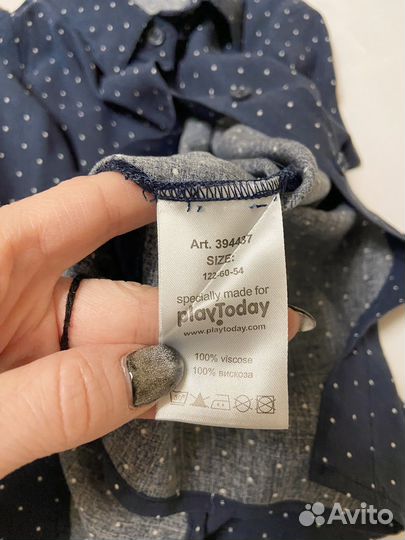 Art. 394437
SIZE:
122-60-54
specially made for
playToday
www.playtoday.com
100% viscose
100% вискоза
Avito